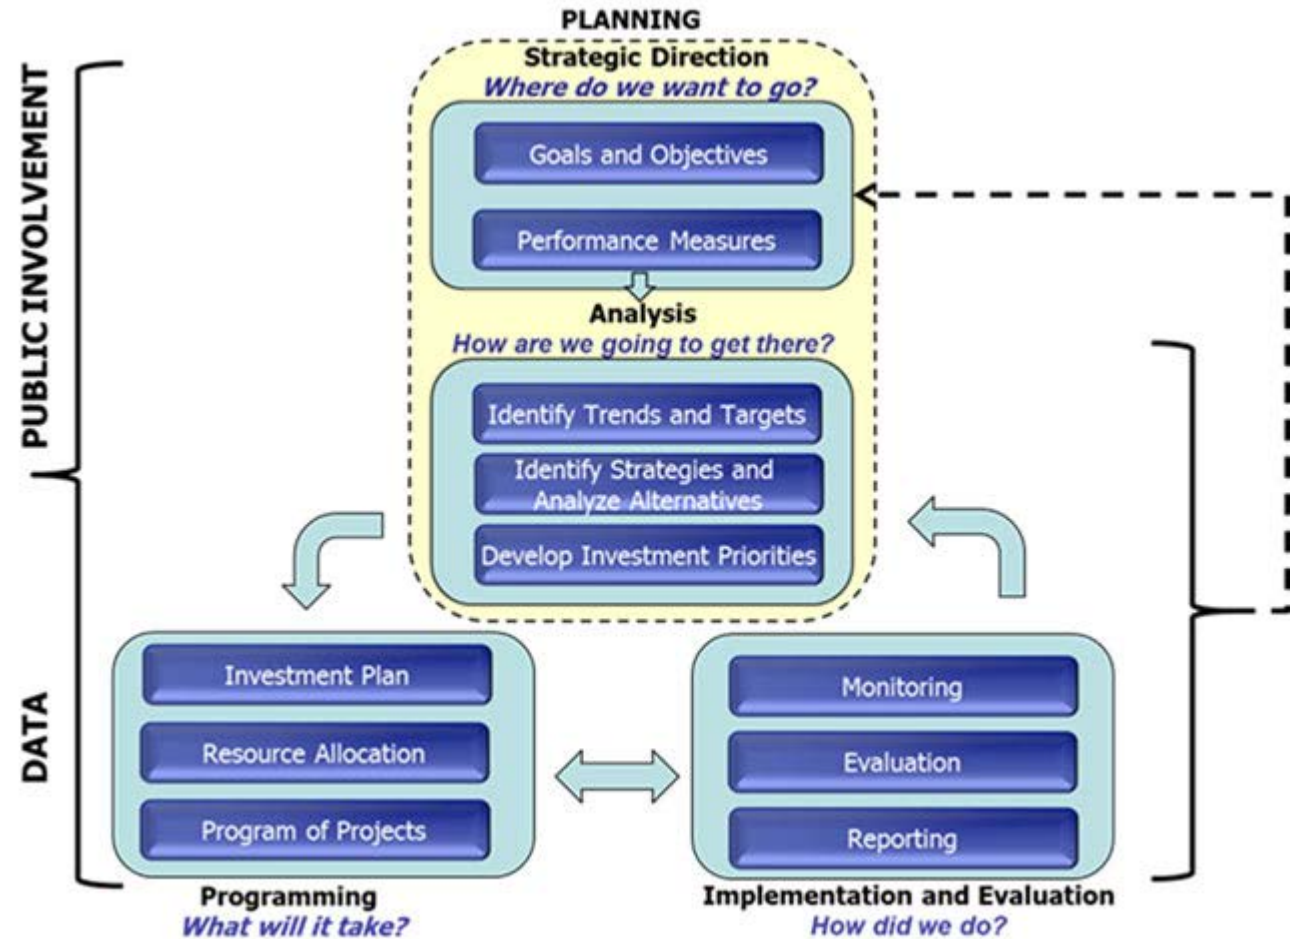 PLANNING
Strategic Direction
Where do we want to go?
Goals and Objectives
Performance Measures
Analysis
How are we going to get there?
Identify Trends and Targets
Identify Strategies and
Analyze Alternatives
Develop Investment Priorities
PUBLIC INVOLVEMENT
DATA
Investment Plan
Resource Allocation
Program of Projects
Programming
What will it take?
Monitoring
Evaluation
Reporting
Implementation and Evaluation
How did we do?